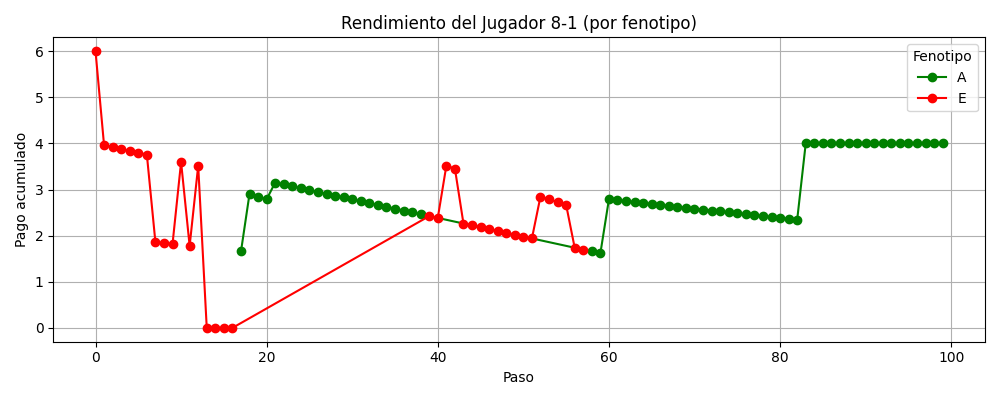 Rendimiento del Jugador 8-1 (por fenotipo)
Pago acumulado
6
5
4
3
2
1
0
Fenotipo
A
E
0 20 40 60 80 100
Paso